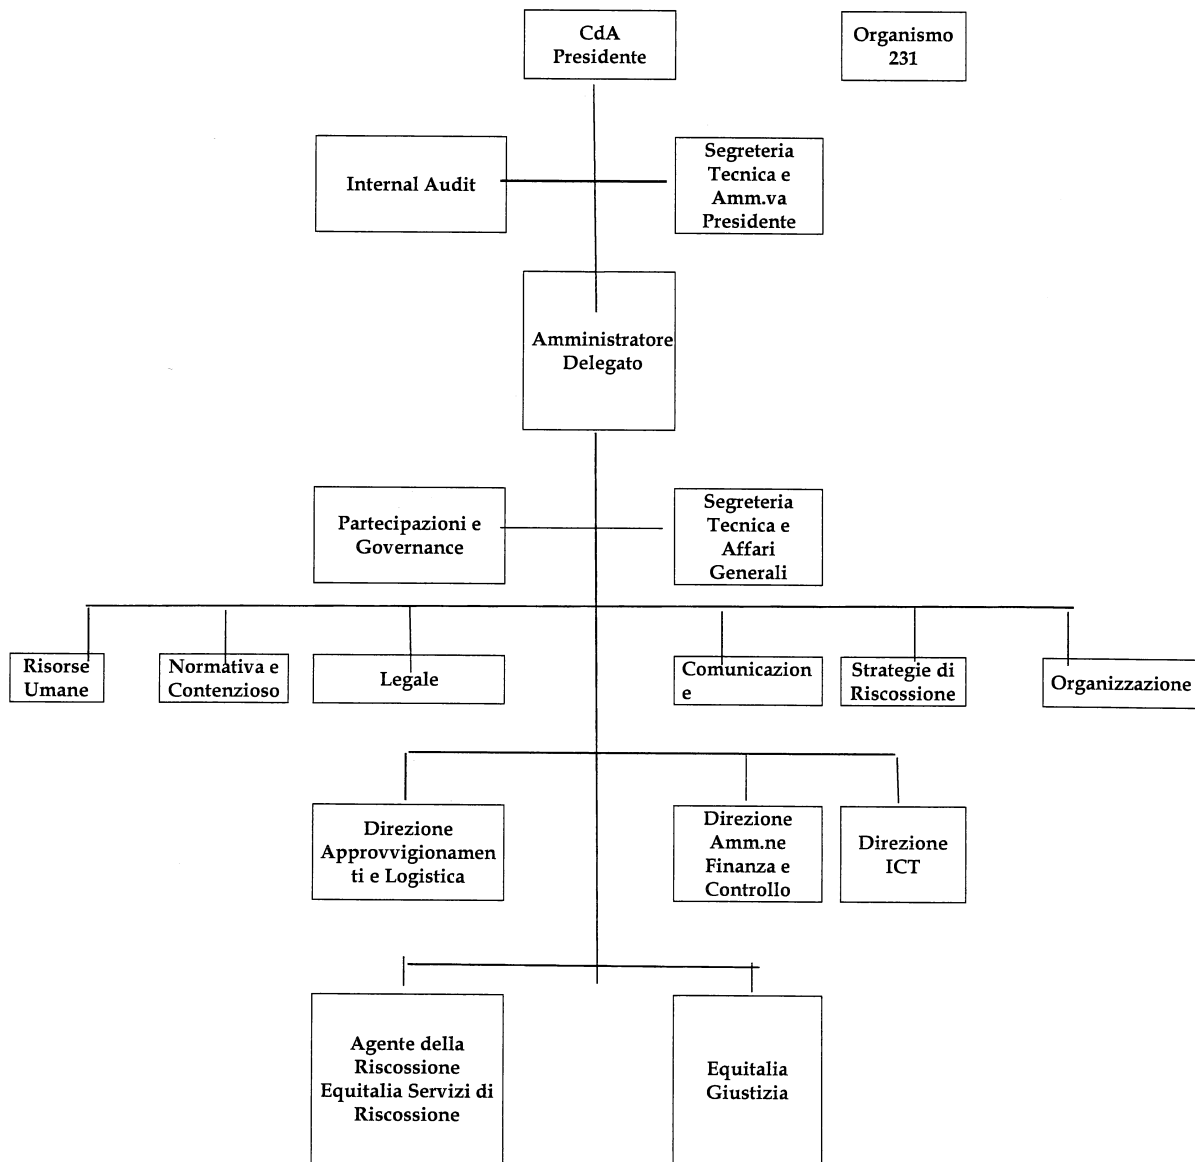 CdA
Presidente
Organismo
231
Internal Audit
Segreteria
Tecnica e
Amm.va
Presidente
Amministratore
Delegato
Partecipazioni e
Governance
Segreteria
Tecnica e
Affari
Generali
Risorse
Umane
Normativa e
Contenzioso
Legale
Comunicazion
e
Strategie di
Riscossione
Organizzazione
Direzione
Approvvigionamen
ti e Logistica
Direzione
Amm.ne
Finanza e
Controllo
Direzione
ICT
Agente della
Riscossione
Equitalia Servizi di
Riscossione
Equitalia
Giustizia